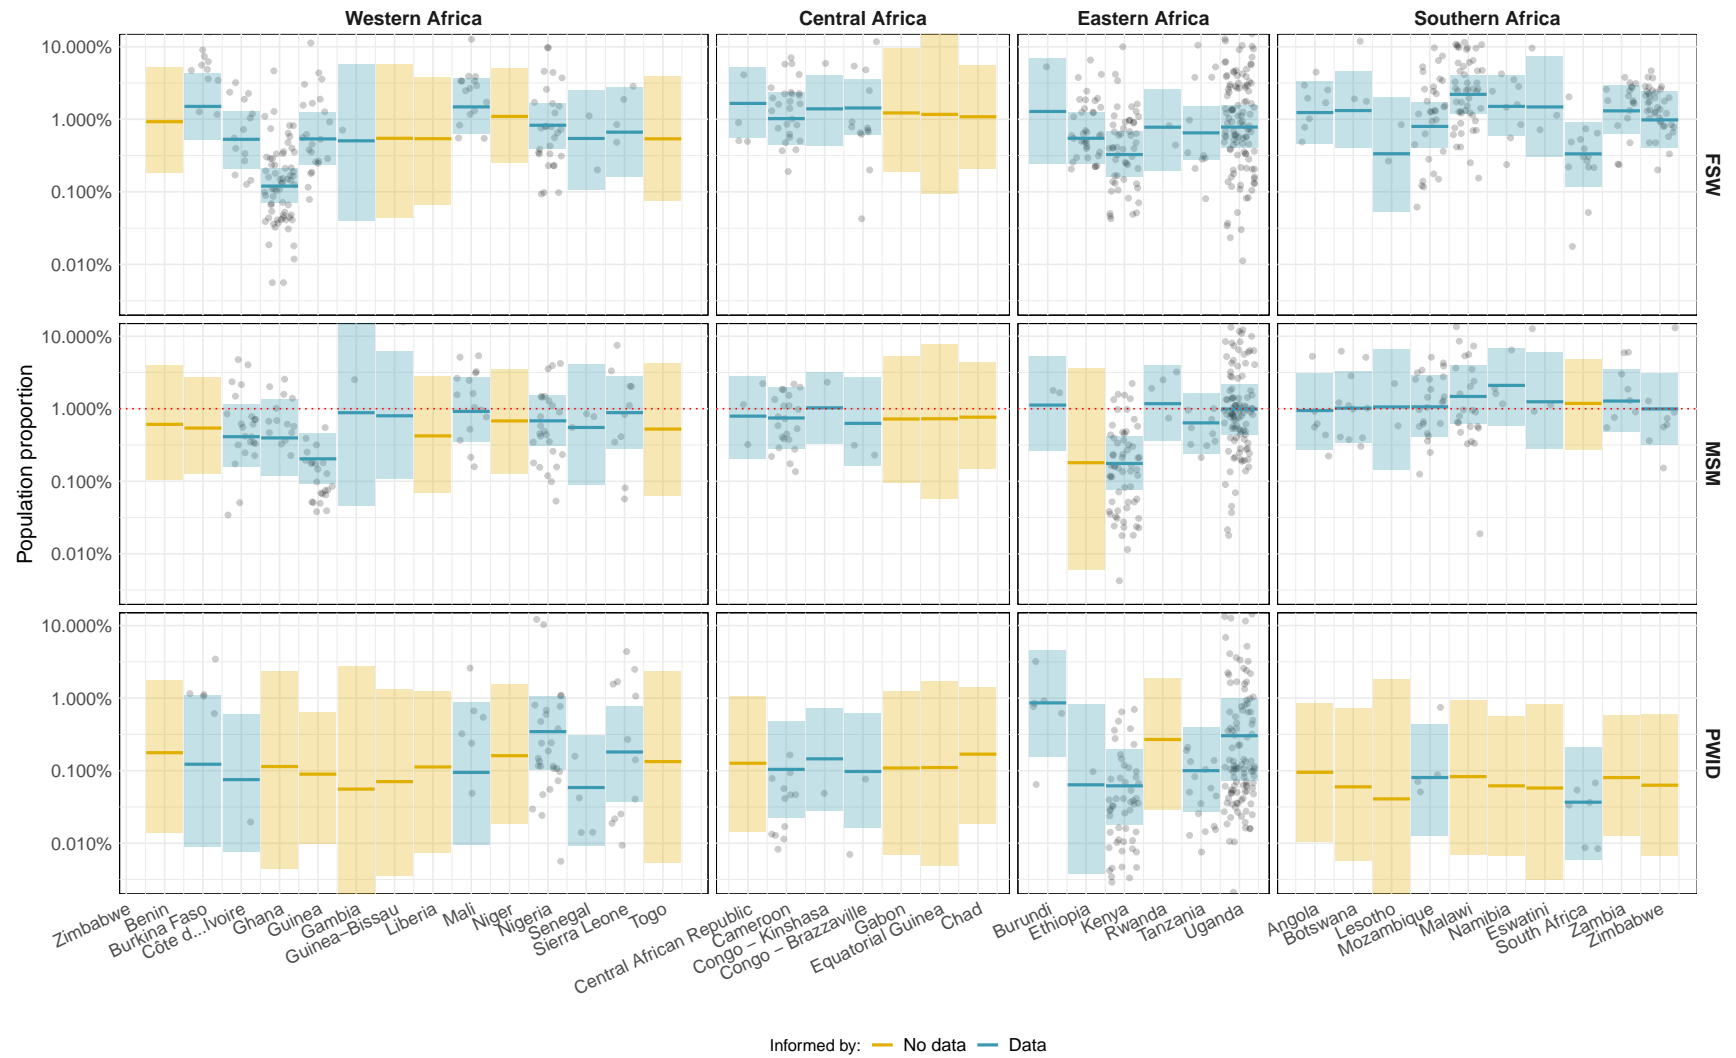 Western Africa
Central Africa
Eastern Africa
Southern Africa
10.000%
1.000%
0.100%
0.010%
FSW
10.000%
1.000%
0.100%
0.010%
MSM
10.000%
1.000%
0.100%
0.010%
PWID
Population proportion
Zimbabwe
Benin
Burkina Faso
Côte d...Ivoire
Ghana
Guinea
Gambia
Guinea−Bissau
Liberia
Mali
Niger
Nigeria
Senegal
Sierra Leone
Togo
Central African Republic
Cameroon
Congo − Kinshasa
Congo − Brazzaville
Gabon
Equatorial Guinea
Chad
Burundi
Ethiopia
Kenya
Rwanda
Tanzania
Uganda
Angola
Botswana
Lesotho
Mozambique
Malawi
Namibia
Eswatini
South Africa
Zambia
Zimbabwe
Informed by: No data Data